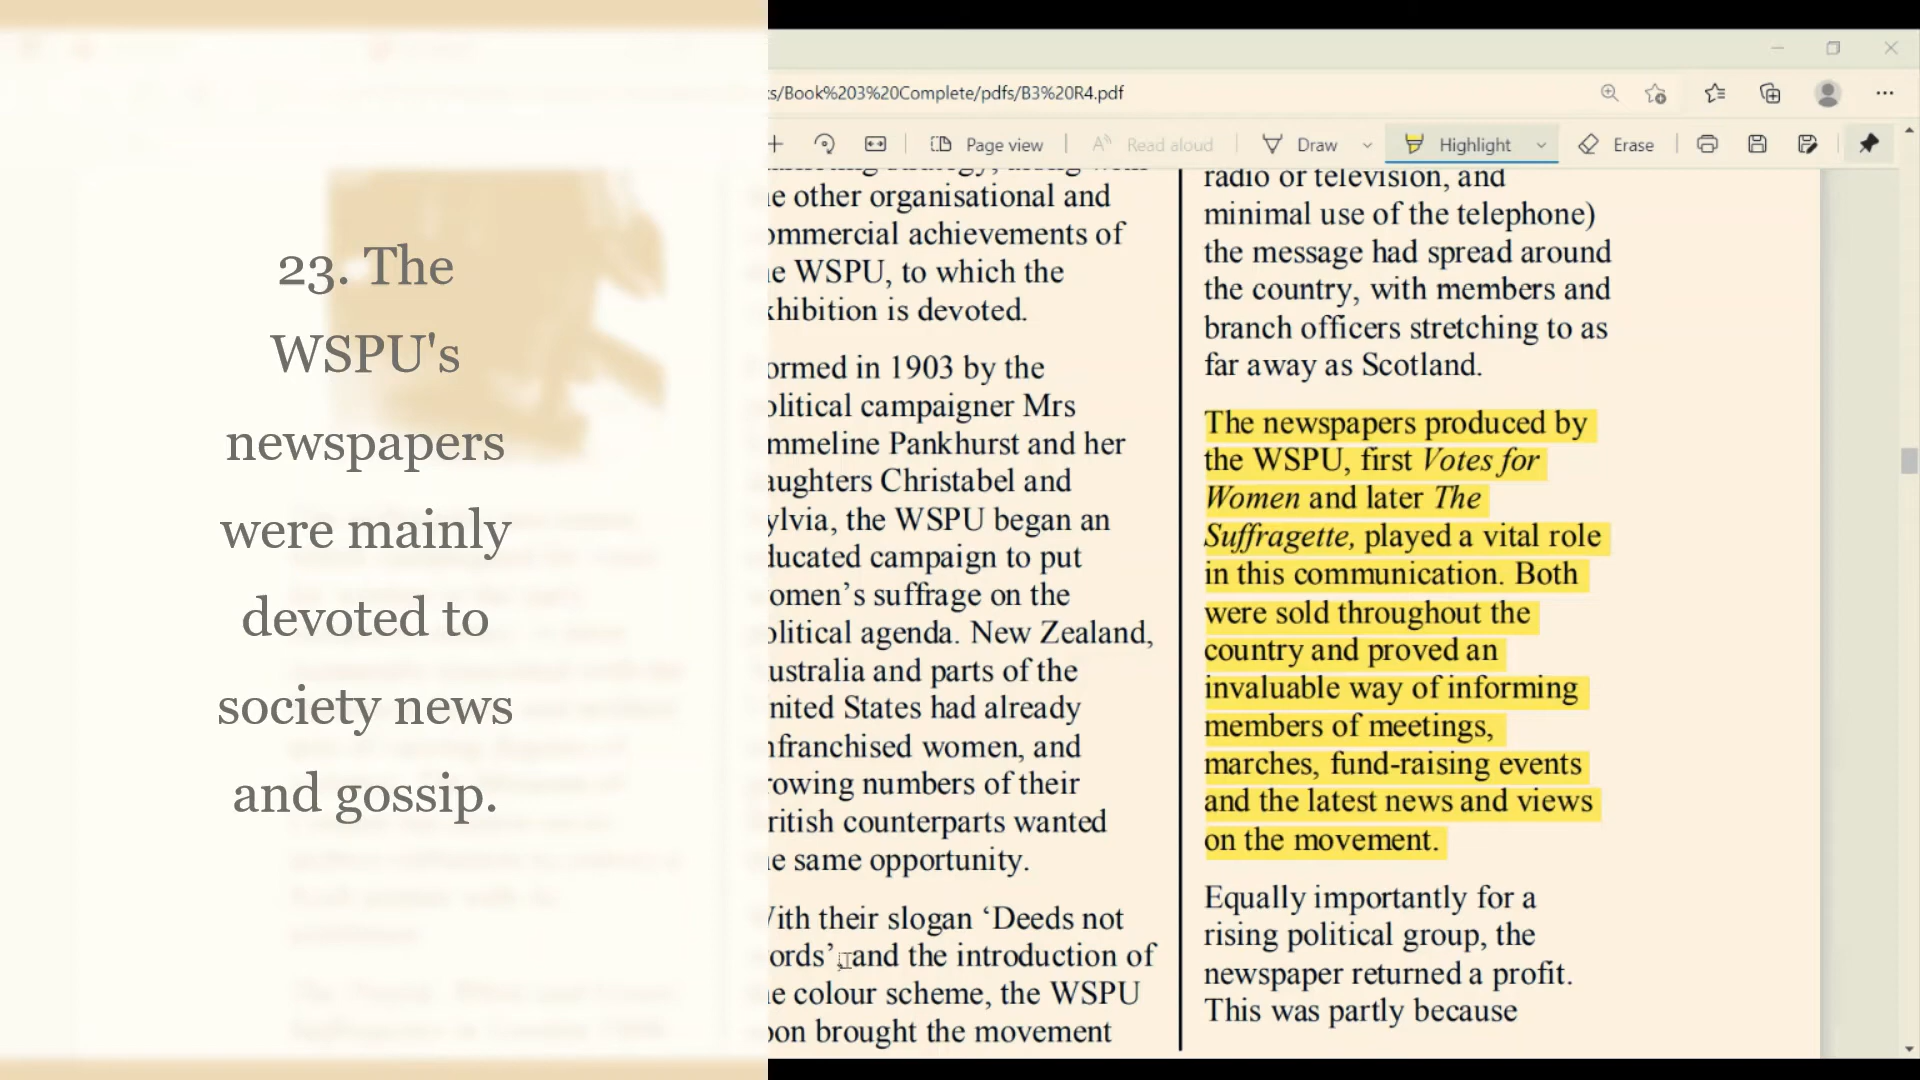 23. The
WSPU's
newspapers
were mainly
devoted to
society news
and gossip.
s/Book%203%20Complete/pdfs/B3%20R4.pdf
Page view
Read aloud
Draw
Highlight
Erase
e other organisational and
ommercial achievements of
e WSPU, to which the
xhibition is devoted.
ormed in 1903 by the
olitical campaigner Mrs
mmeline Pankhurst and her
aughters Christabel and
ylvia, the WSPU began an
ducated campaign to put
omen's suffrage on the
olitical agenda. New Zealand,
ustralia and parts of the
nited States had already
nfranchised women, and
rowing numbers of their
ritish counterparts wanted
e same opportunity.
ith their slogan ‘Deeds not
ords’, and the introduction of
e colour scheme, the WSPU
oon brought the movement
radio or television, and
minimal use of the telephone)
the message had spread around
the country, with members and
branch officers stretching to as
far away as Scotland.
The newspapers produced by
the WSPU, first Votes for
Women and later The
Suffragette, played a vital role
in this communication. Both
were sold throughout the
country and proved an
invaluable way of informing
members of meetings,
marches, fund-raising events
and the latest news and views
on the movement.
Equally importantly for a
rising political group, the
newspaper returned a profit.
This was partly because